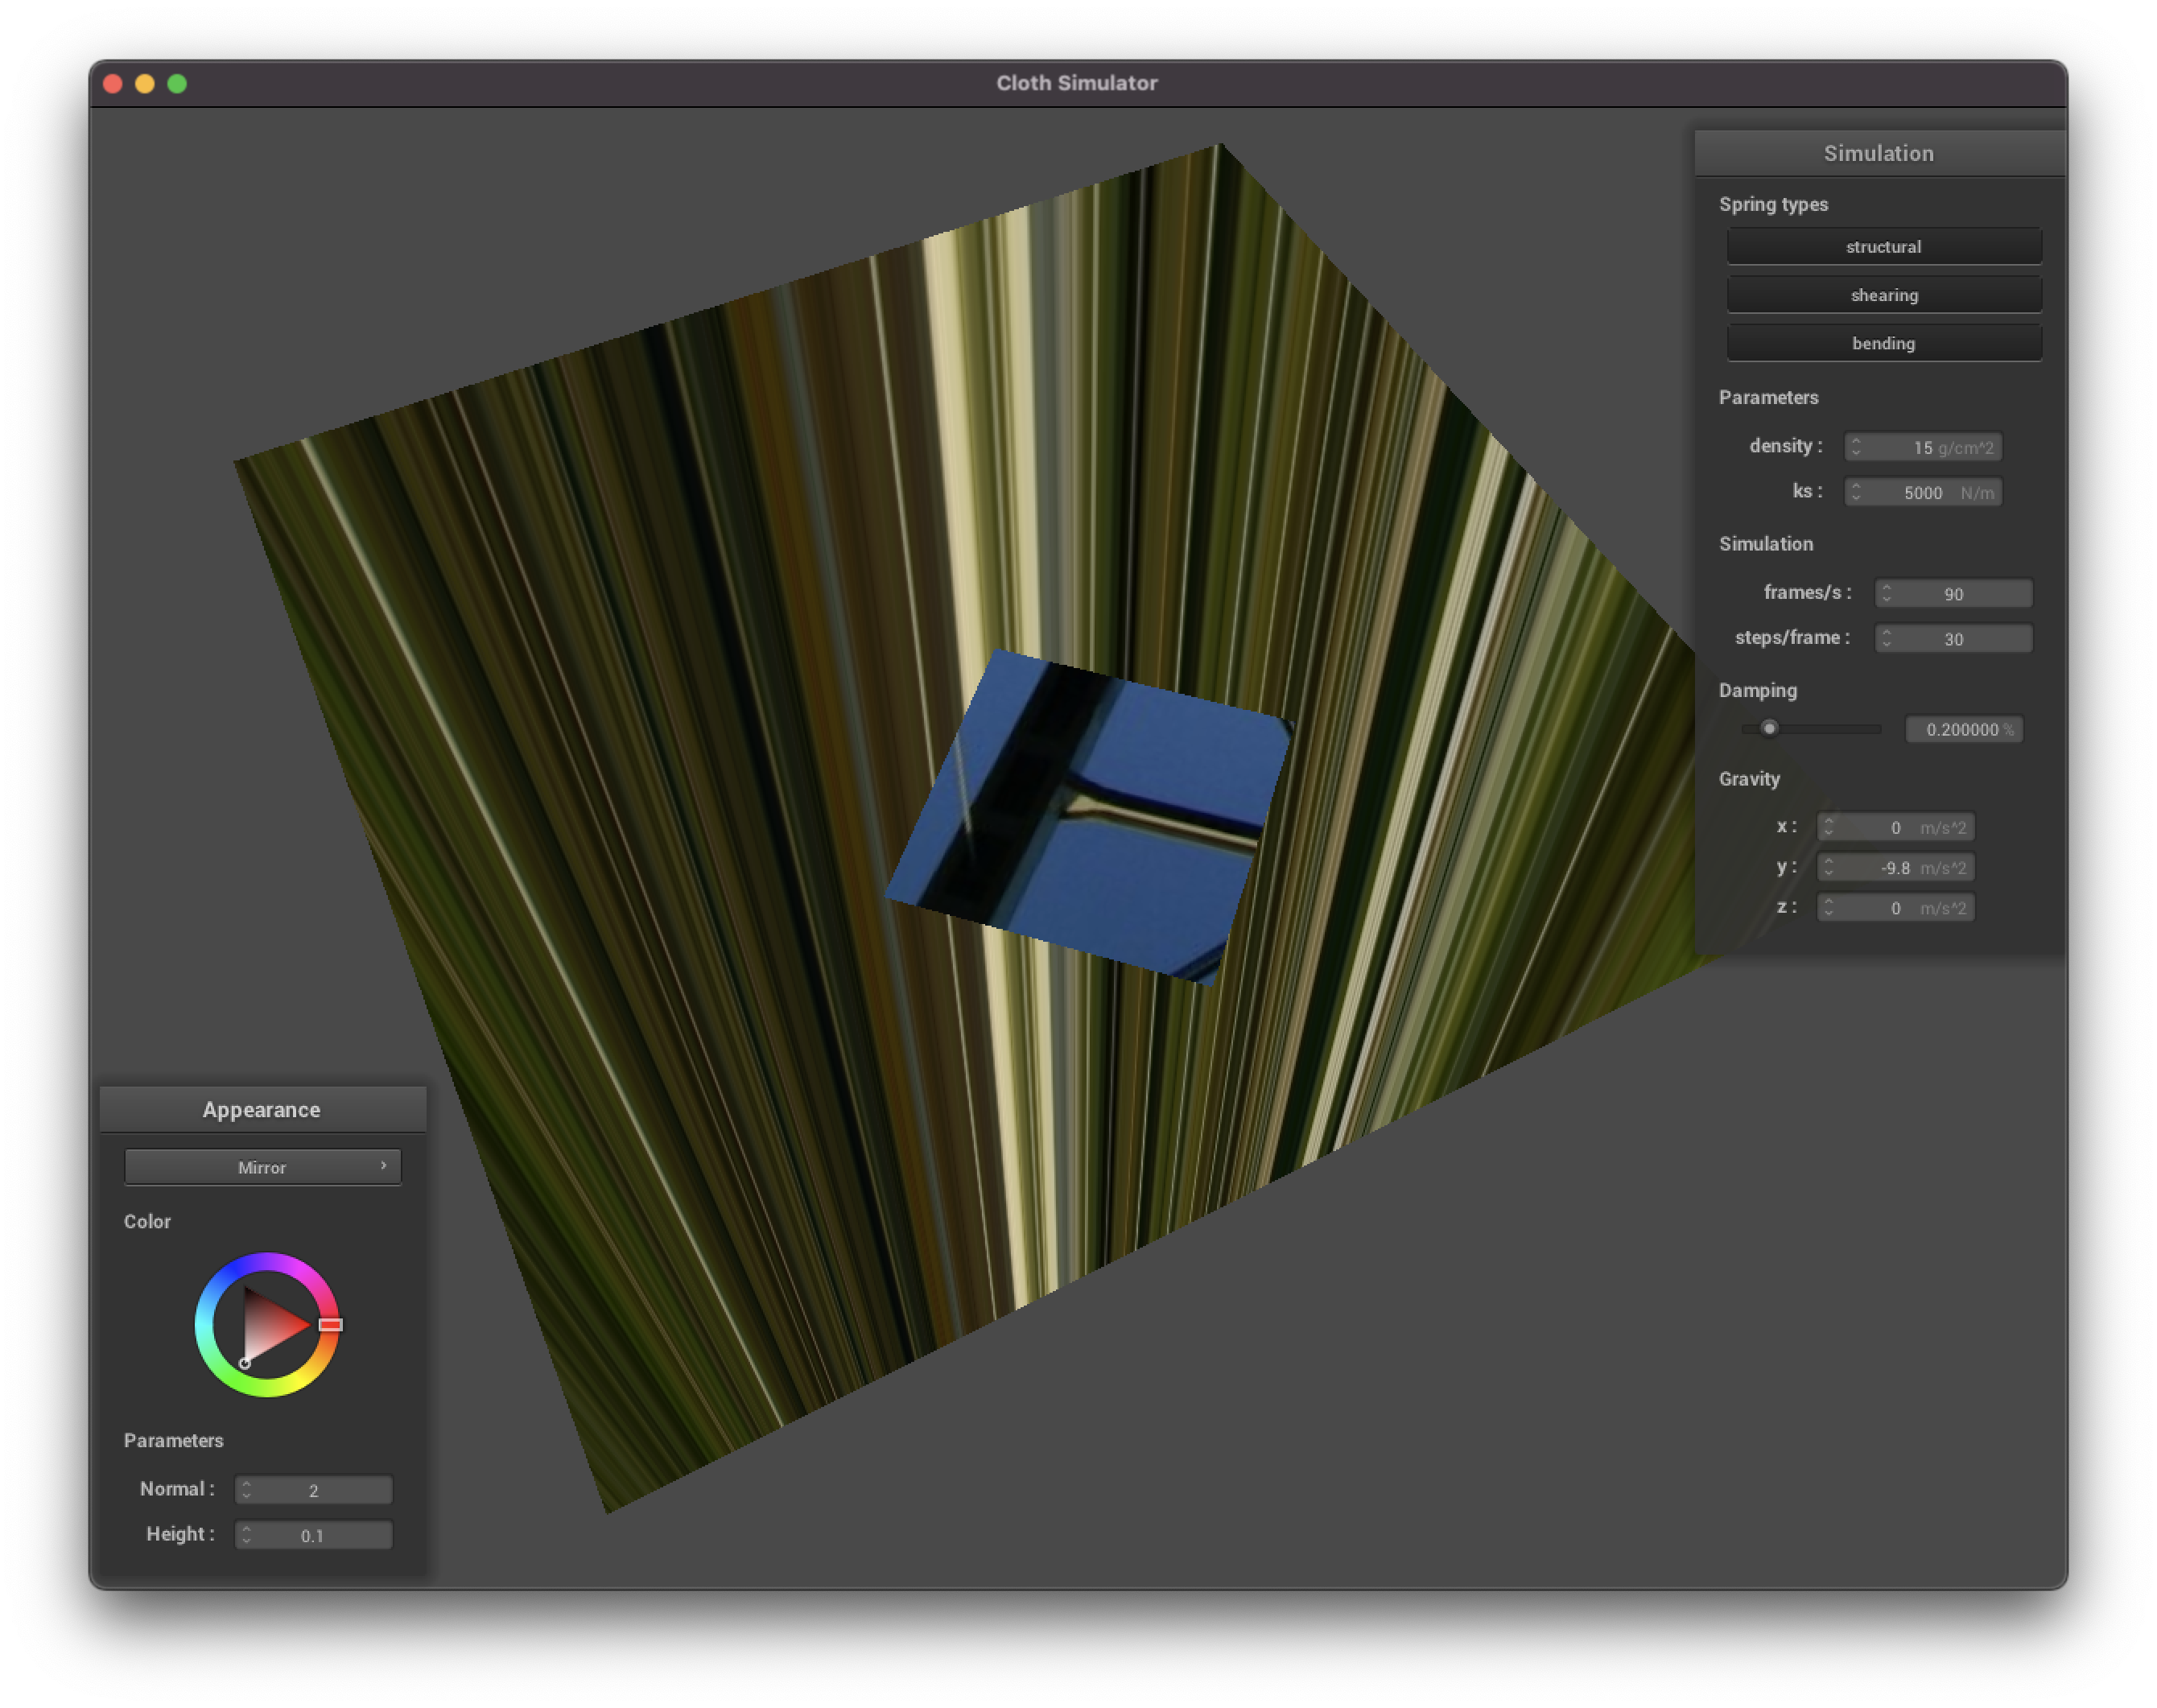 Cloth Simulator
Simulation
Spring types
structural
shearing
bending
Parameters
density : 15 g/cm^2
ks : 5000 N/m
Simulation
frames/s : 90
steps/frame : 30
Damping
0.200000 %
Gravity
x : 0 m/s^2
y : -9.8 m/s^2
z : 0 m/s^2
Appearance
Mirror
Color
Parameters
Normal : 2
Height : 0.1